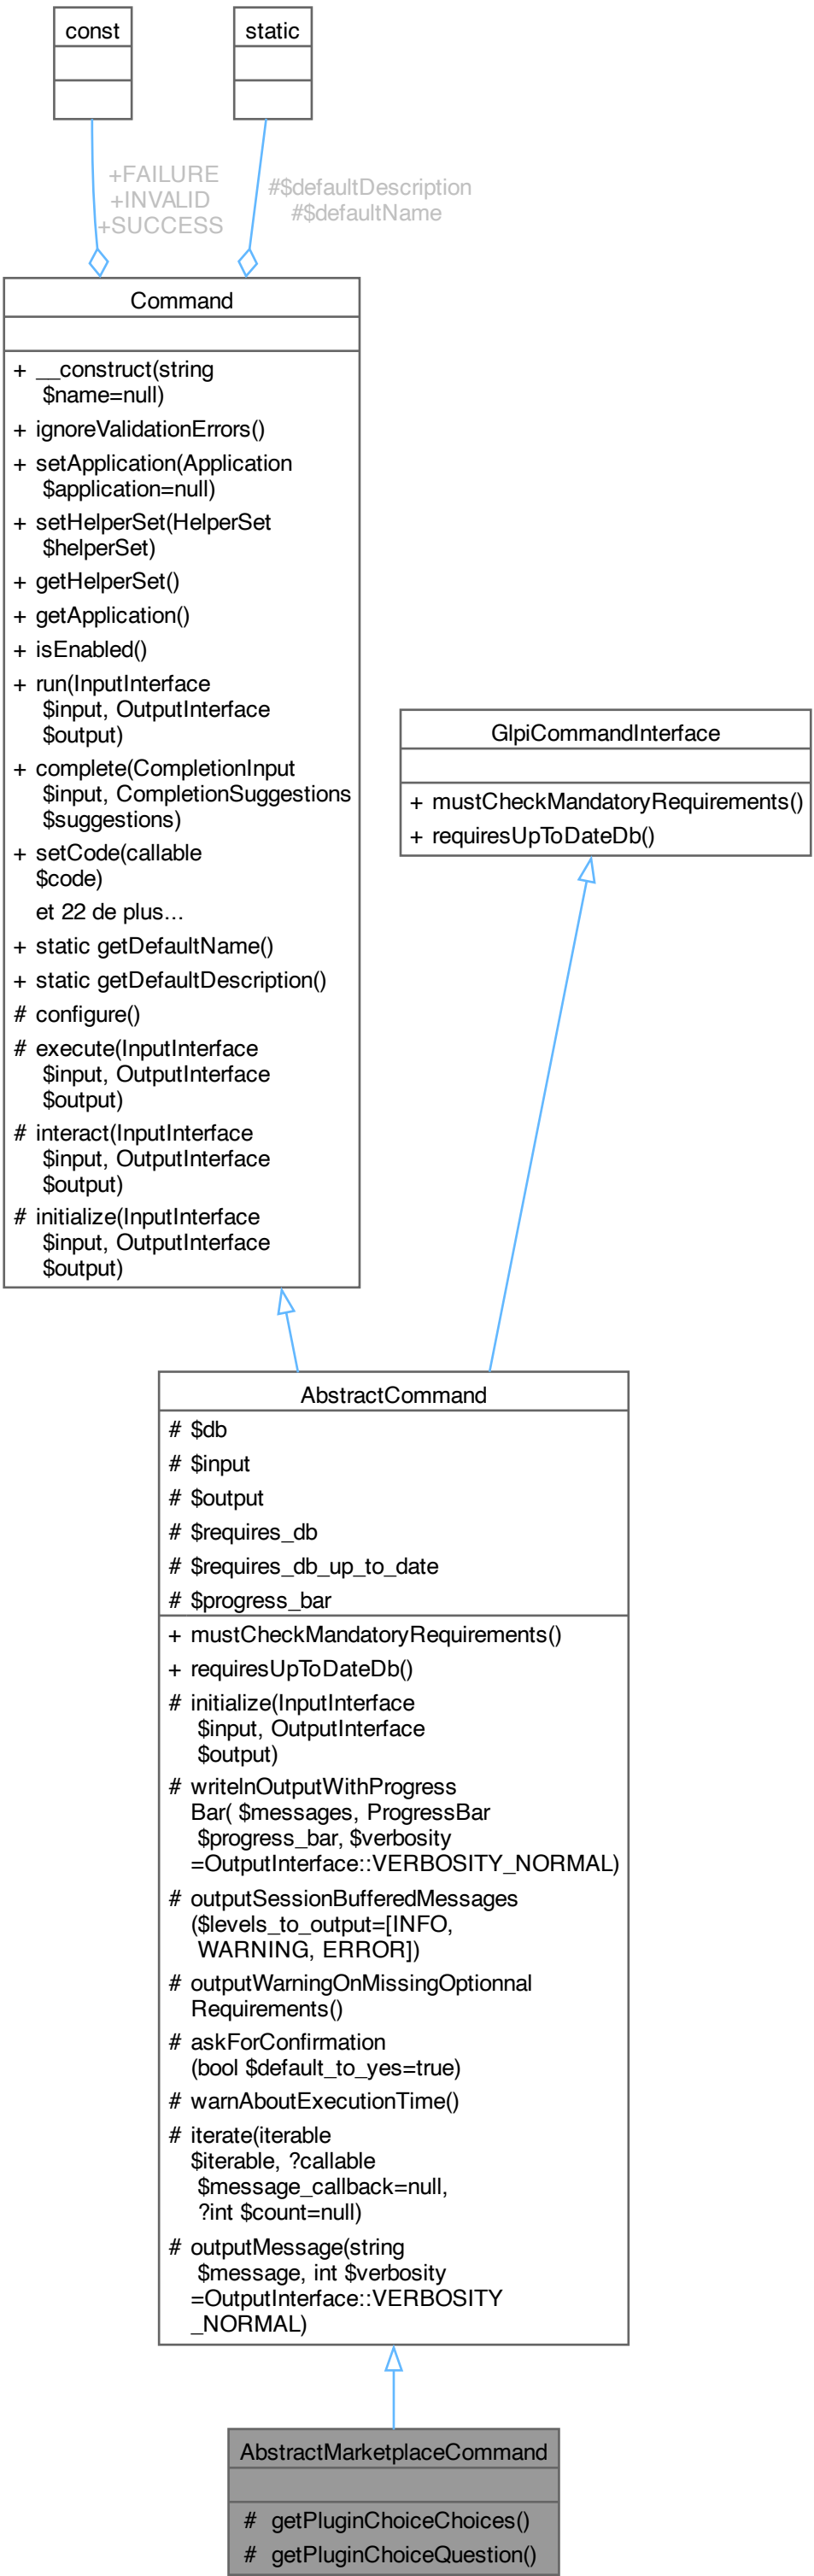 const
static
+FAILURE
+INVALID
+SUCCESS
#$defaultDescription
#$defaultName
Command
+ __construct(string
$name=null)
+ ignoreValidationErrors()
+ setApplication(Application
$application=null)
+ setHelperSet(HelperSet
$helperSet)
+ getHelperSet()
+ getApplication()
+ isEnabled()
+ run(InputInterface
$input, OutputInterface
$output)
+ complete(CompletionInput
$input, CompletionSuggestions
$suggestions)
+ setCode(callable
$code)
et 22 de plus...
+ static getDefaultName()
+ static getDefaultDescription()
# configure()
# execute(InputInterface
$input, OutputInterface
$output)
# interact(InputInterface
$input, OutputInterface
$output)
# initialize(InputInterface
$input, OutputInterface
$output)
GlpiCommandInterface
+ mustCheckMandatoryRequirements()
+ requiresUpToDateDb()
AbstractCommand
# $db
# $input
# $output
# $requires_db
# $requires_db_up_to_date
# $progress_bar
+ mustCheckMandatoryRequirements()
+ requiresUpToDateDb()
# initialize(InputInterface
$input, OutputInterface
$output)
# writelnOutputWithProgress
Bar( $messages, ProgressBar
$progress_bar, $verbosity
=OutputInterface::VERBOSITY_NORMAL)
# outputSessionBufferedMessages
($levels_to_output=[INFO,
WARNING, ERROR])
# outputWarningOnMissingOptionnal
Requirements()
# askForConfirmation
(bool $default_to_yes=true)
# warnAboutExecutionTime()
# iterate(iterable
$iterable, ?callable
$message_callback=null,
?int $count=null)
# outputMessage(string
$message, int $verbosity
=OutputInterface::VERBOSITY
_NORMAL)
AbstractMarketplaceCommand
# getPluginChoiceChoices()
# getPluginChoiceQuestion()